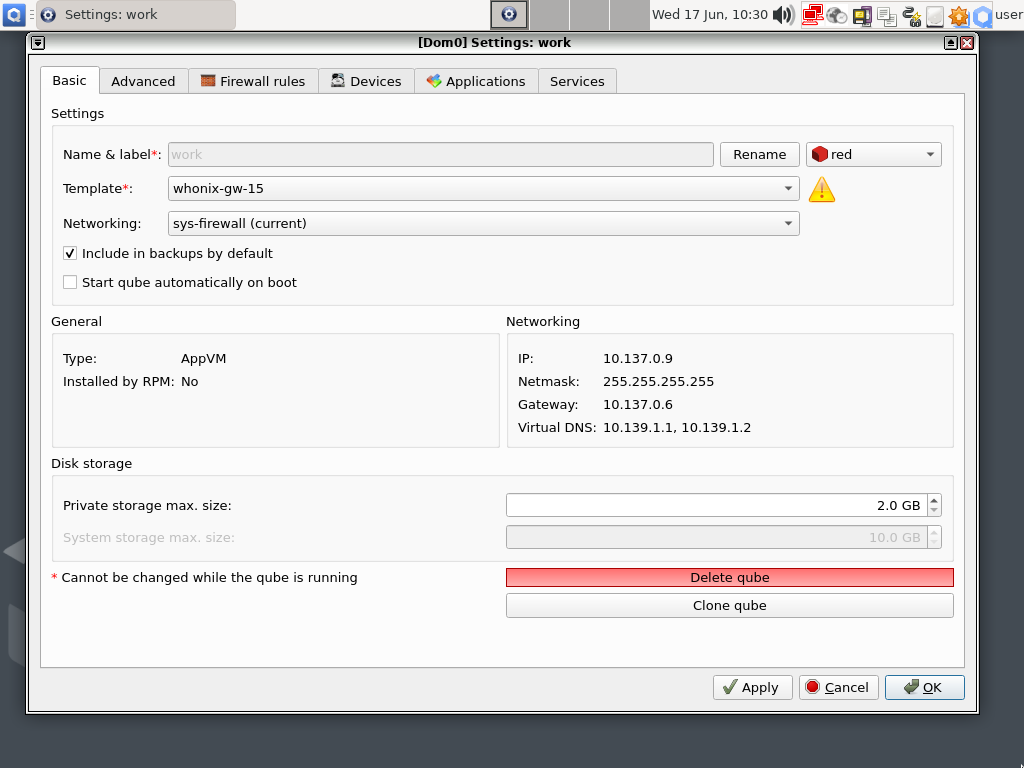 Settings: work
Wed 17 Jun, 10:30
user
[Dom0] Settings: work
Basic
Advanced
Firewall rules
Devices
Applications
Services
Settings
Name & label*:
work
Rename
red
Template*:
whonix-gw-15
Networking:
sys-firewall (current)
Include in backups by default
Start qube automatically on boot
General
Type: AppVM
Installed by RPM: No
Networking
IP: 10.137.0.9
Netmask: 255.255.255.255
Gateway: 10.137.0.6
Virtual DNS: 10.139.1.1, 10.139.1.2
Disk storage
Private storage max. size: 2.0 GB
System storage max. size: 10.0 GB
* Cannot be changed while the qube is running
Delete qube
Clone qube
Apply
Cancel
OK